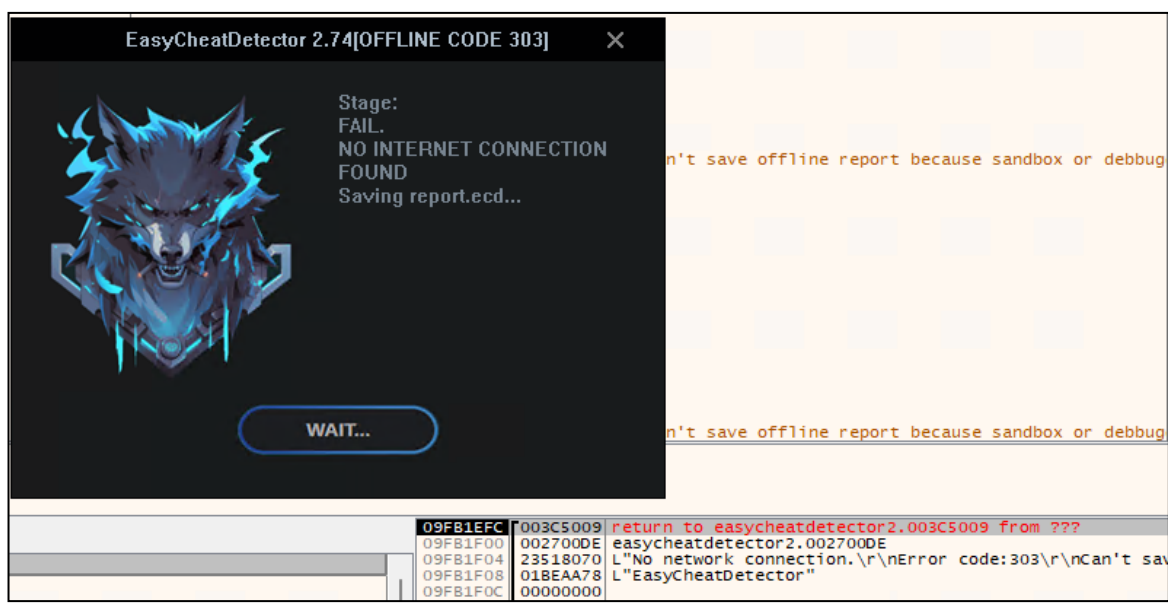 EasyCheatDetector 2.74[OFFLINE CODE 303]
Stage:
FAIL.
NO INTERNET CONNECTION
FOUND
Saving report.ecd...
WAIT...
n't save offline report because sandbox or debbug
n't save offline report because sandbox or debbug
09FB1EFC 003C5009 return to easycheatdetector2.003C5009 from ???
09FB1F00 002700DE easycheatdetector2.002700DE
09FB1F04 23518070 L"No network connection.\r\nError code:303\r\nCan't sav
09FB1F08 01BEAA78 L"EasyCheatDetector"
09FB1F0C 00000000